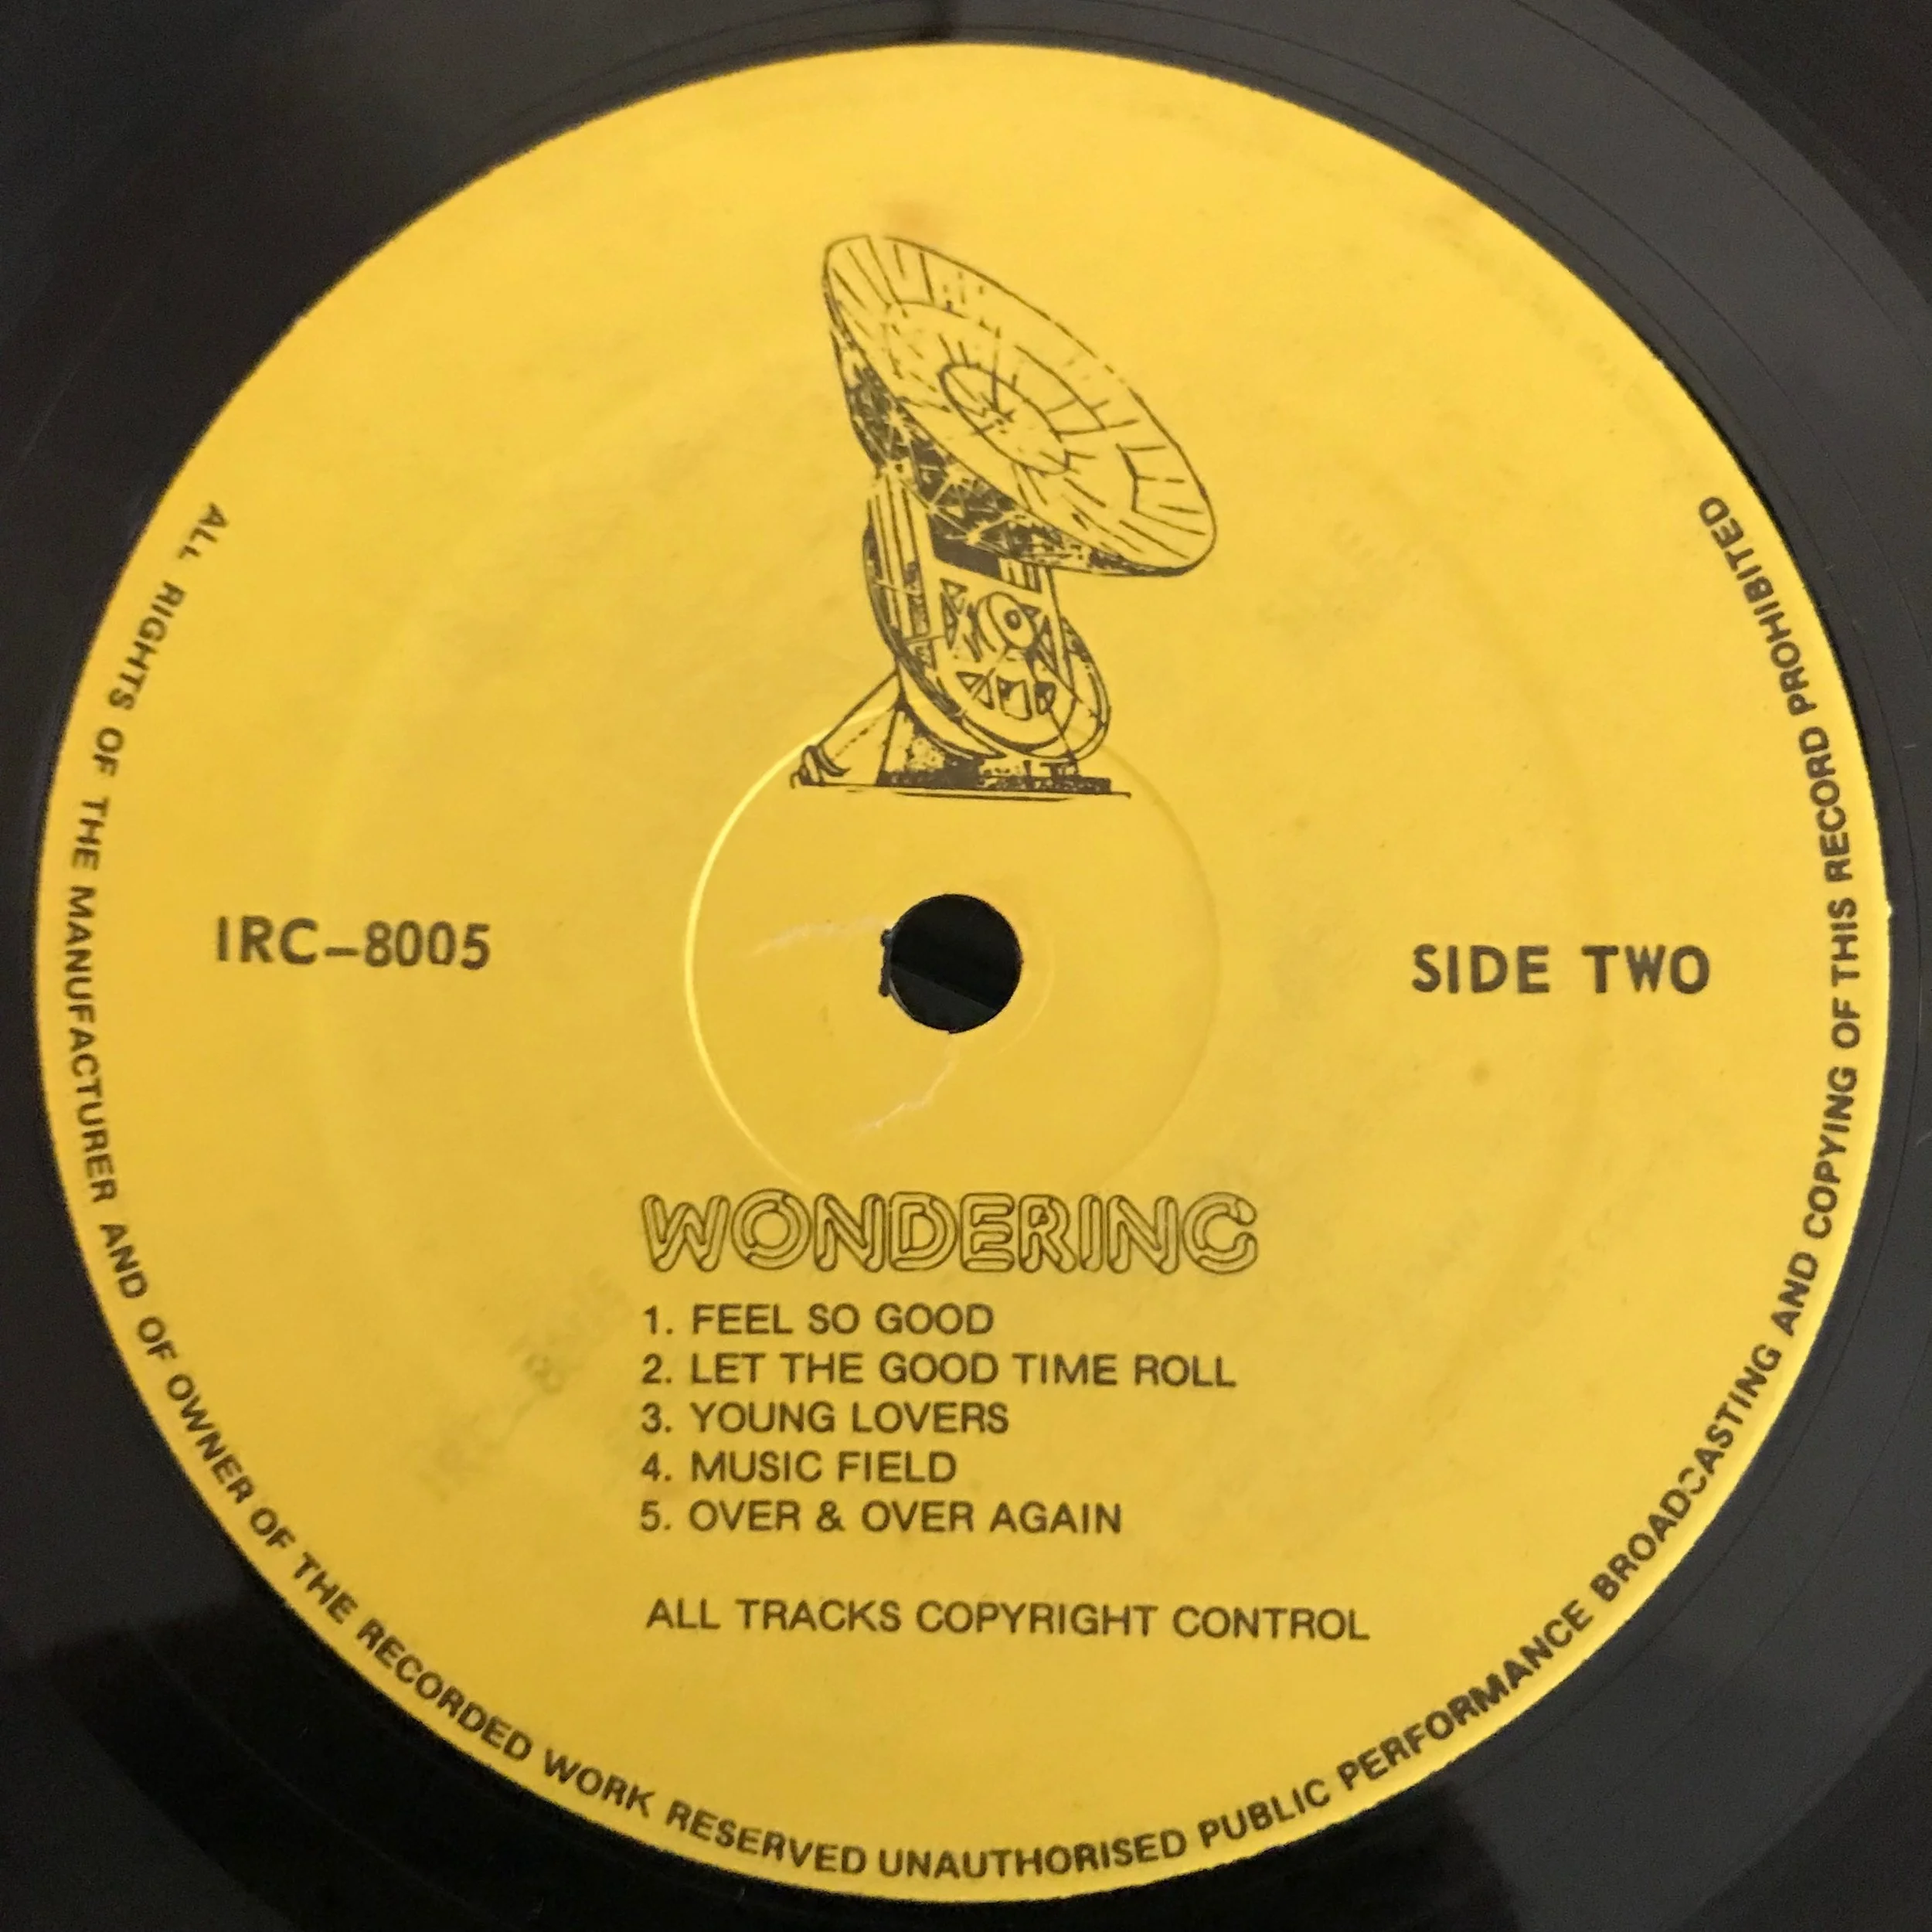 IRC-8005
SIDE TWO
WONDERING
1. FEEL SO GOOD
2. LET THE GOOD TIME ROLL
3. YOUNG LOVERS
4. MUSIC FIELD
5. OVER & OVER AGAIN
ALL TRACKS COPYRIGHT CONTROL
ALL RIGHTS OF THE MANUFACTURER AND OF OWNER OF THE RECORDED WORK RESERVED UNAUTHORISED PUBLIC PERFORMANCE BROADCASTING AND COPYING OF THIS RECORD PROHIBITED